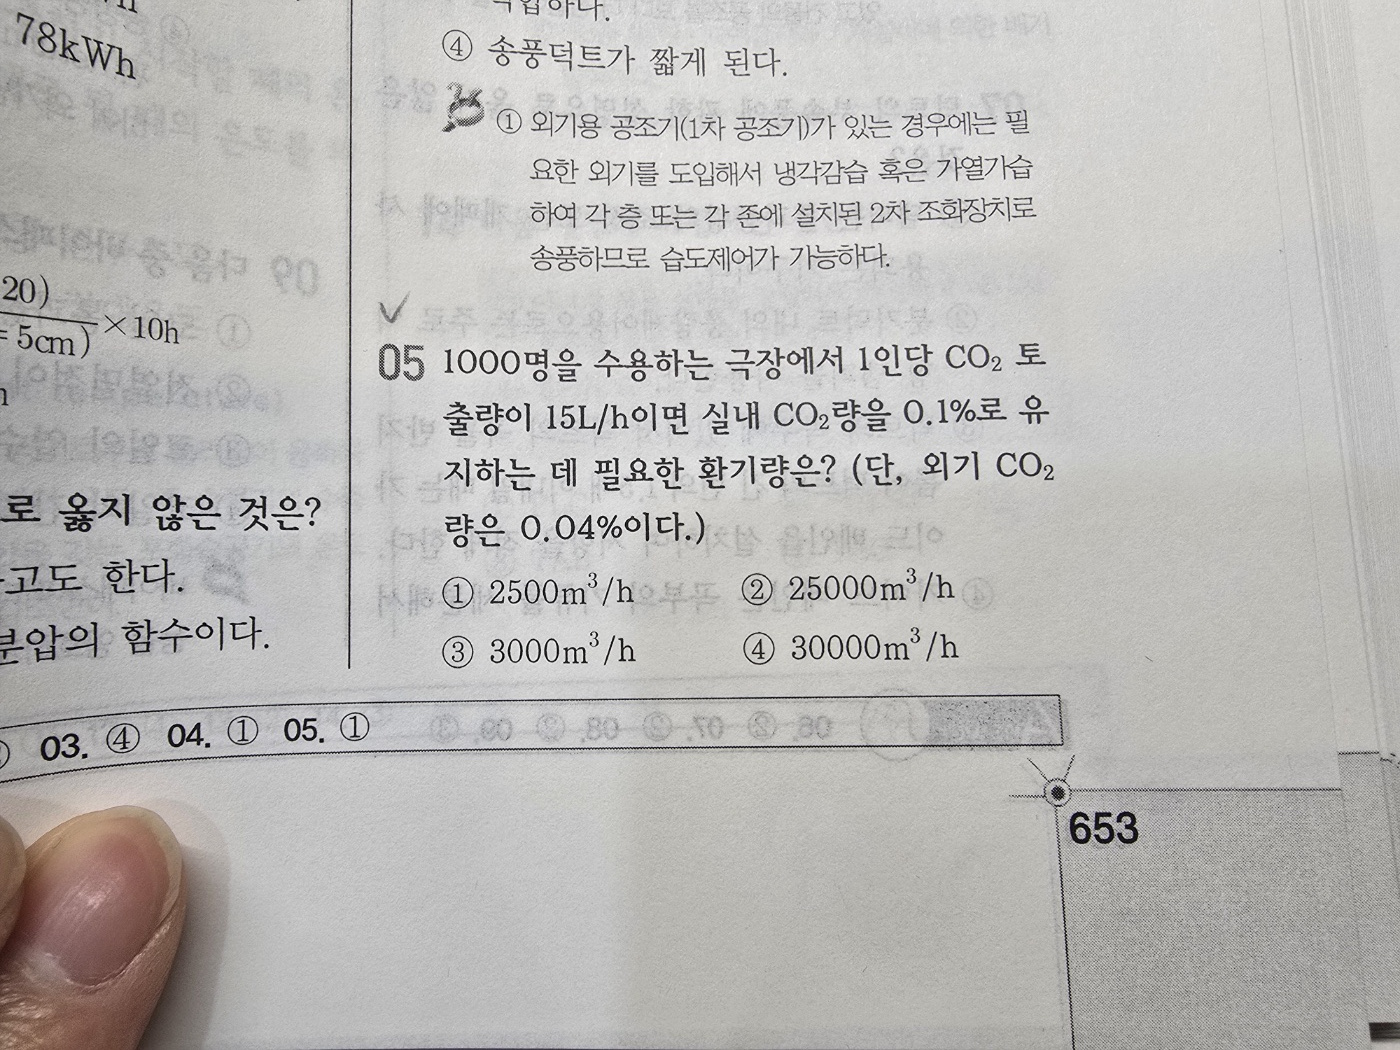 78kWh
20)
= 5cm)
×10h
로 옳지 않은 것은?
고도 한다.
분압의 함수이다.
④ 송풍덕트가 짧게 된다.
① 외기용 공조기(1차 공조기)가 있는 경우에는 필
요한 외기를 도입해서 냉각감습 혹은 가열가습
하여 각 층 또는 각 존에 설치된 2차 조화장치로
송풍하므로 습도제어가 가능하다.
05 1000명을 수용하는 극장에서 1인당 CO₂ 토
출량이 15L/h이면 실내 CO₂량을 0.1%로 유
지하는 데 필요한 환기량은? (단, 외기 CO₂
량은 0.04%이다.)
① 2500m³/h ② 25000m³/h
③ 3000m³/h ④ 30000m³/h
03. ④ 04. ① 05. ①
653